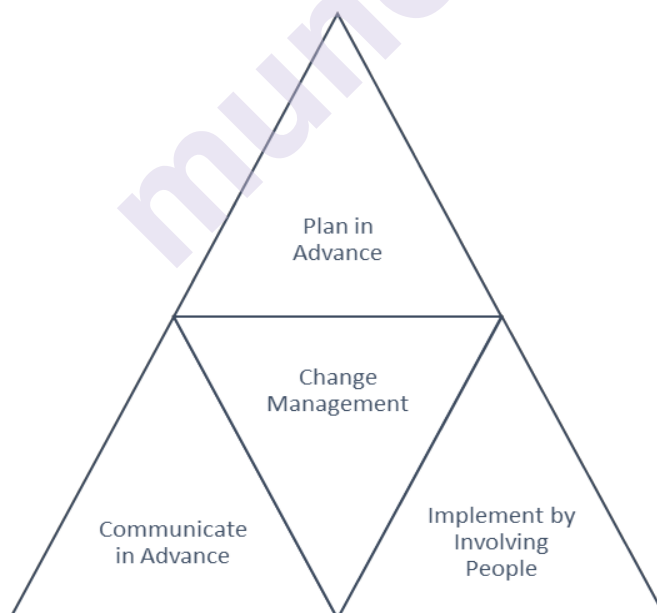 Plan in
Advance
Change
Management
Communicate
in Advance
Implement by
Involving
People